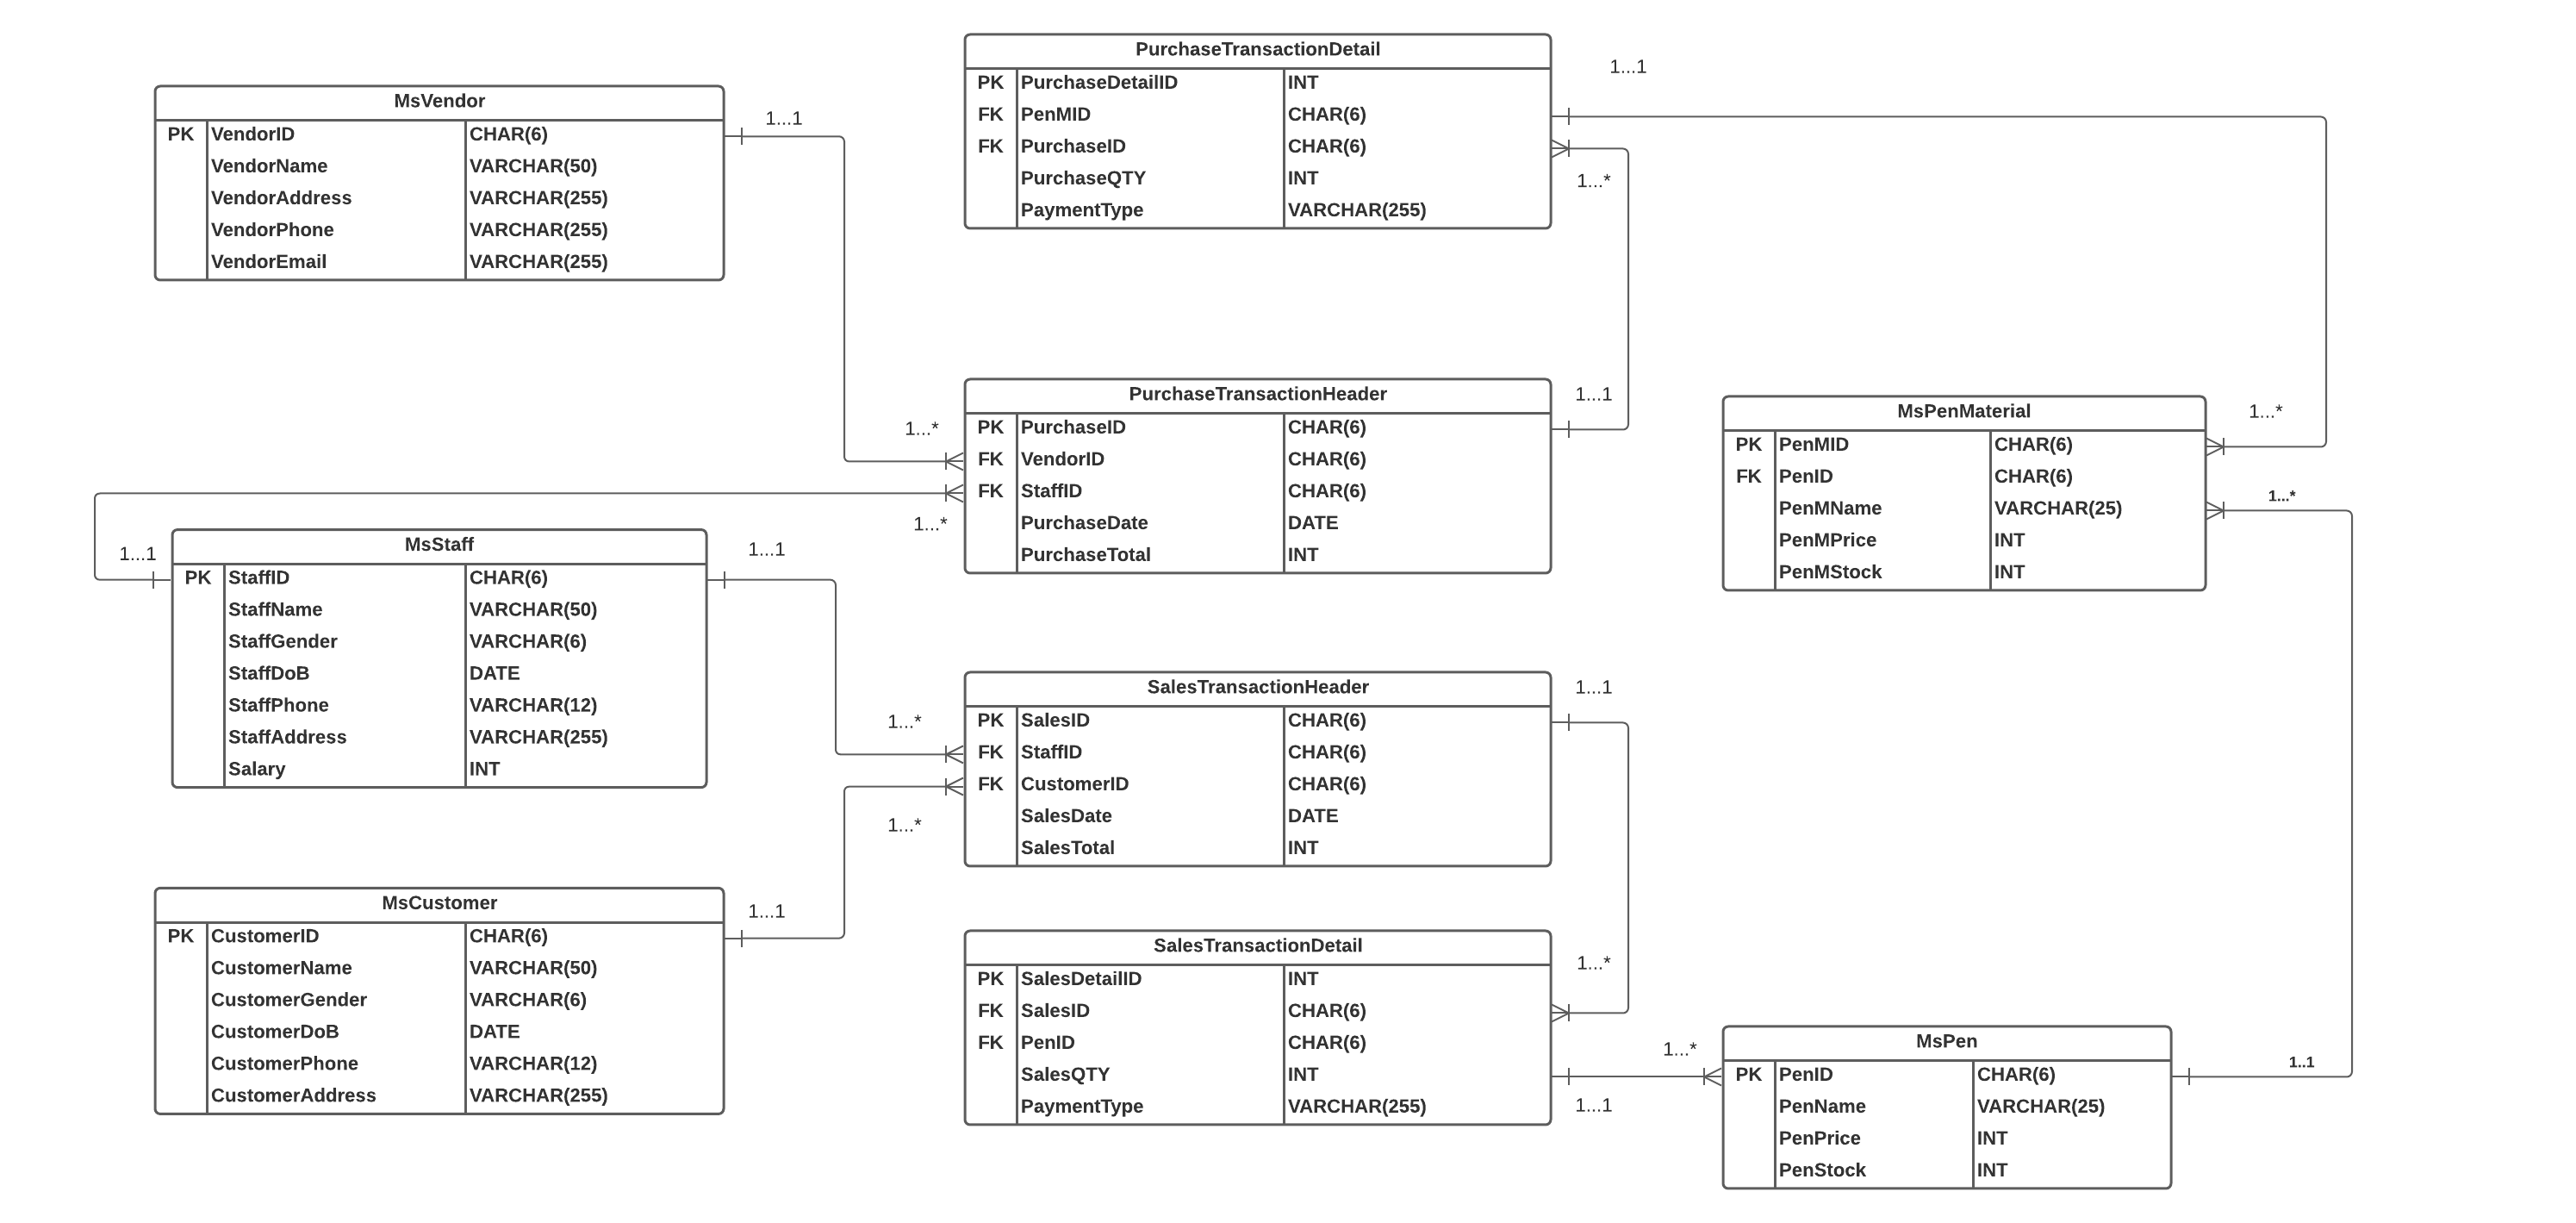 PurchaseTransactionDetail
PK PurchaseDetailID INT
FK PenMID CHAR(6)
FK PurchaseID CHAR(6)
PurchaseQTY INT
PaymentType VARCHAR(255)
1...1
1...*
MsVendor
PK VendorID CHAR(6)
VendorName VARCHAR(50)
VendorAddress VARCHAR(255)
VendorPhone VARCHAR(255)
VendorEmail VARCHAR(255)
1...1
PurchaseTransactionHeader
PK PurchaseID CHAR(6)
FK VendorID CHAR(6)
FK StaffID CHAR(6)
PurchaseDate DATE
PurchaseTotal INT
1...1
1...*
1...*
MsPenMaterial
PK PenMID CHAR(6)
FK PenID CHAR(6)
PenMName VARCHAR(25)
PenMPrice INT
PenMStock INT
1...*
1...*
MsStaff
PK StaffID CHAR(6)
StaffName VARCHAR(50)
StaffGender VARCHAR(6)
StaffDoB DATE
StaffPhone VARCHAR(12)
StaffAddress VARCHAR(255)
Salary INT
1...1
1...1
SalesTransactionHeader
PK SalesID CHAR(6)
FK StaffID CHAR(6)
FK CustomerID CHAR(6)
SalesDate DATE
SalesTotal INT
1...1
1...*
1...*
MsCustomer
PK CustomerID CHAR(6)
CustomerName VARCHAR(50)
CustomerGender VARCHAR(6)
CustomerDoB DATE
CustomerPhone VARCHAR(12)
CustomerAddress VARCHAR(255)
1...1
SalesTransactionDetail
PK SalesDetailID INT
FK SalesID CHAR(6)
FK PenID CHAR(6)
SalesQTY INT
PaymentType VARCHAR(255)
1...*
1...1
1...*
MsPen
PK PenID CHAR(6)
PenName VARCHAR(25)
PenPrice INT
PenStock INT
1...1